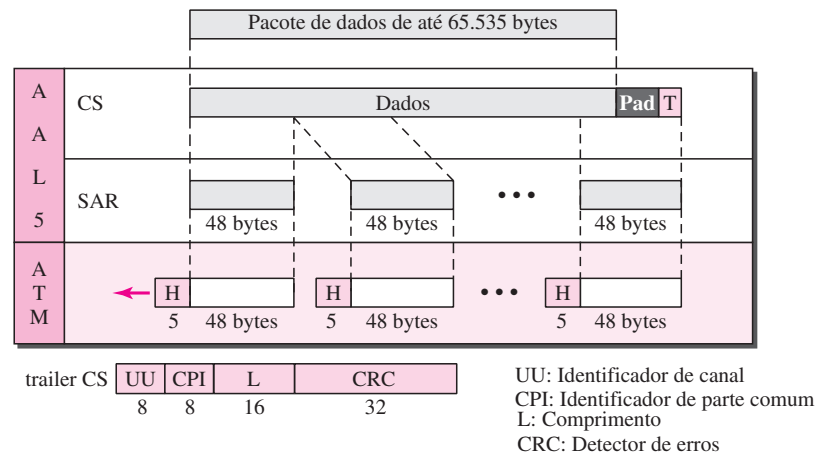 Pacote de dados de até 65.535 bytes
A
A
L
5
CS
Dados
Pad
T
SAR
48 bytes
48 bytes
48 bytes
A
T
M
H
H
H
5
48 bytes
5
48 bytes
5
48 bytes
trailer CS
UU
CPI
L
CRC
8
8
16
32
UU: Identificador de canal
CPI: Identificador de parte comum
L: Comprimento
CRC: Detector de erros